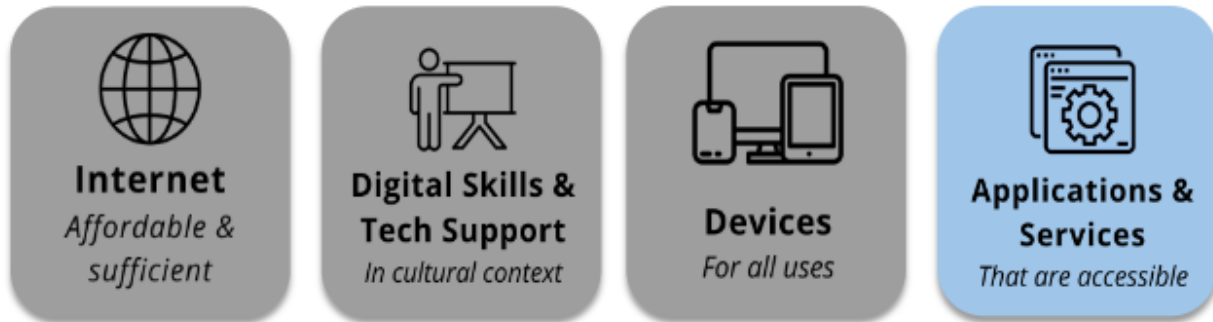 Internet
Affordable &
sufficient
Digital Skills &
Tech Support
In cultural context
Devices
For all uses
Applications &
Services
That are accessible